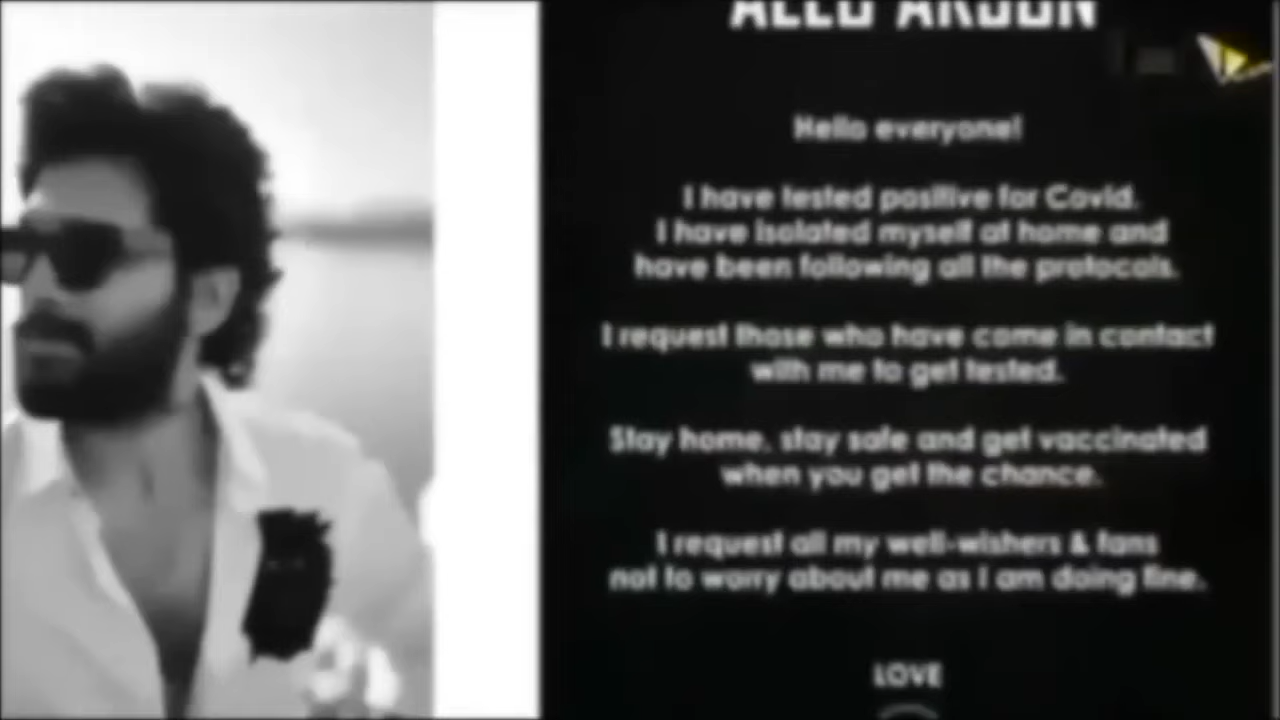 ALLU ARJUN
Hello everyone!
I have tested positive for Covid.
I have isolated myself at home and
have been following all the protocols.
I request those who have come in contact
with me to get tested.
Stay home, stay safe and get vaccinated
when you get the chance.
I request all my well-wishers & fans
not to worry about me as I am doing fine.
LOVE